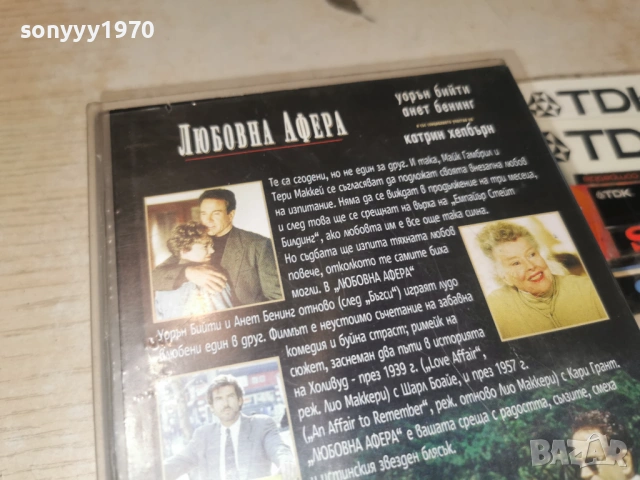 sonyyy1970
ЛЮБОВНА АФЕРА
уорън бийти
анет бенинг
катрин хепбърн
TDK
TDK
TDK
Те са сгодени, но не един за друг. И така, Майк Гамбрил и
Тери Маккей се съгласяват да подложат своята внезапна любов
на изпитание. Няма да се виждат в продължение на три месеца,
и след това ще се срещнат на върха на „Емпайър Стейт
Билдинг“, ако любовта им е все още така силна.
Но съдбата ще изпита тяхната любов
повече, отколкото те самите биха
могли. В „ЛЮБОВНА АФЕРА“
Уорън Бийти и Анет Бенинг отново (след „Бъгси“) играят лудо
влюбени един в друг. Филмът е неустоимо съчетание на забавна
комедия и буйна страст; римейк на
сюжет, заснеман два пъти в историята
на Холивуд - през 1939 г. („Love Affair“,
реж. Лио Маккери) с Шарл Боайе, и през 1957 г.
(„An Affair to Remember“, реж. отново Лио Маккери) с Кари Грант.
„ЛЮБОВНА АФЕРА“ е вашата среща с радостта, сълзите, смеха
и истинския звезден блясък.
BAZAR